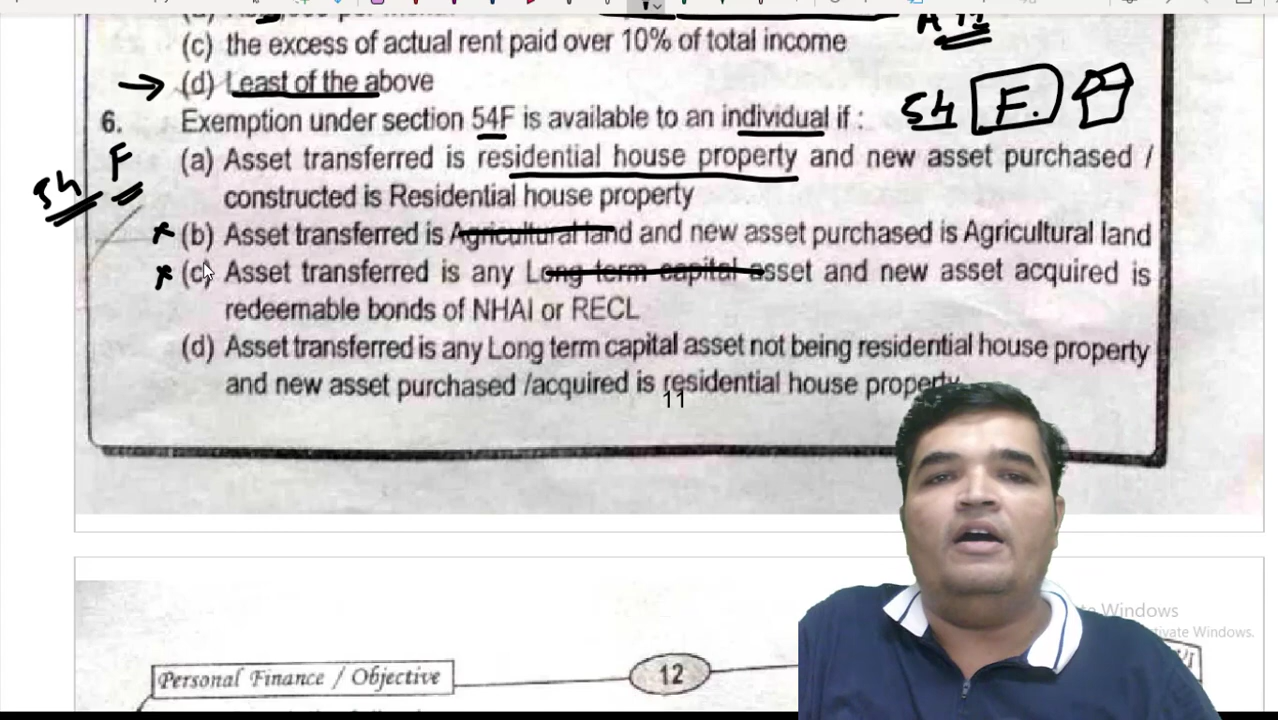 (c) the excess of actual rent paid over 10% of total income
(d) Least of the above
6. Exemption under section 54F is available to an individual if :
54 F.
54 F
(a) Asset transferred is residential house property and new asset purchased /
constructed is Residential house property
(b) Asset transferred is Agricultural land and new asset purchased is Agricultural land
(c) Asset transferred is any Long term capital asset and new asset acquired is
redeemable bonds of NHAI or RECL
(d) Asset transferred is any Long term capital asset not being residential house property
and new asset purchased /acquired is residential house property
11
Windows
Activate Windows.
Personal Finance / Objective
12